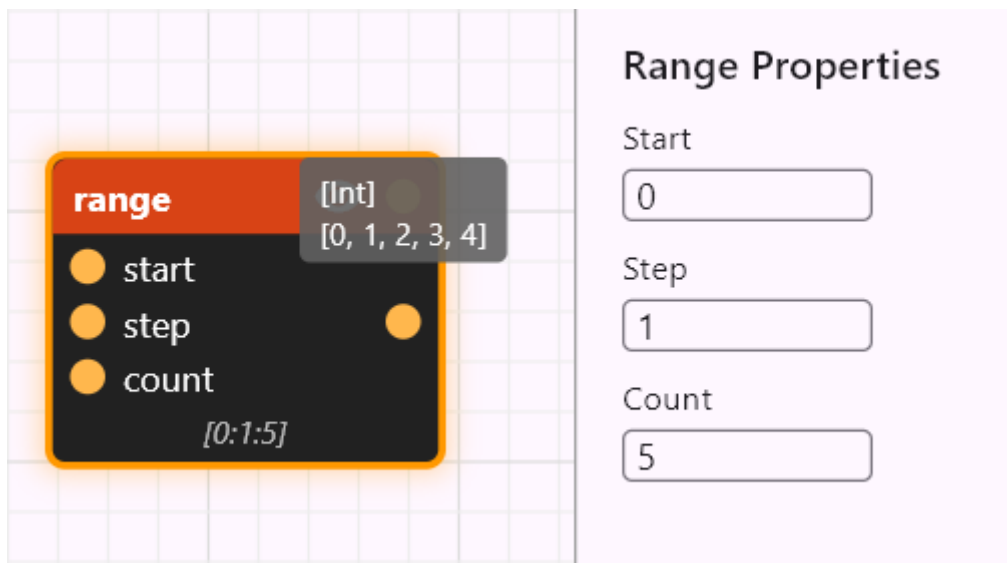 range
[Int]
[0, 1, 2, 3, 4]
start
step
count
[0:1:5]
Range Properties
Start
0
Step
1
Count
5